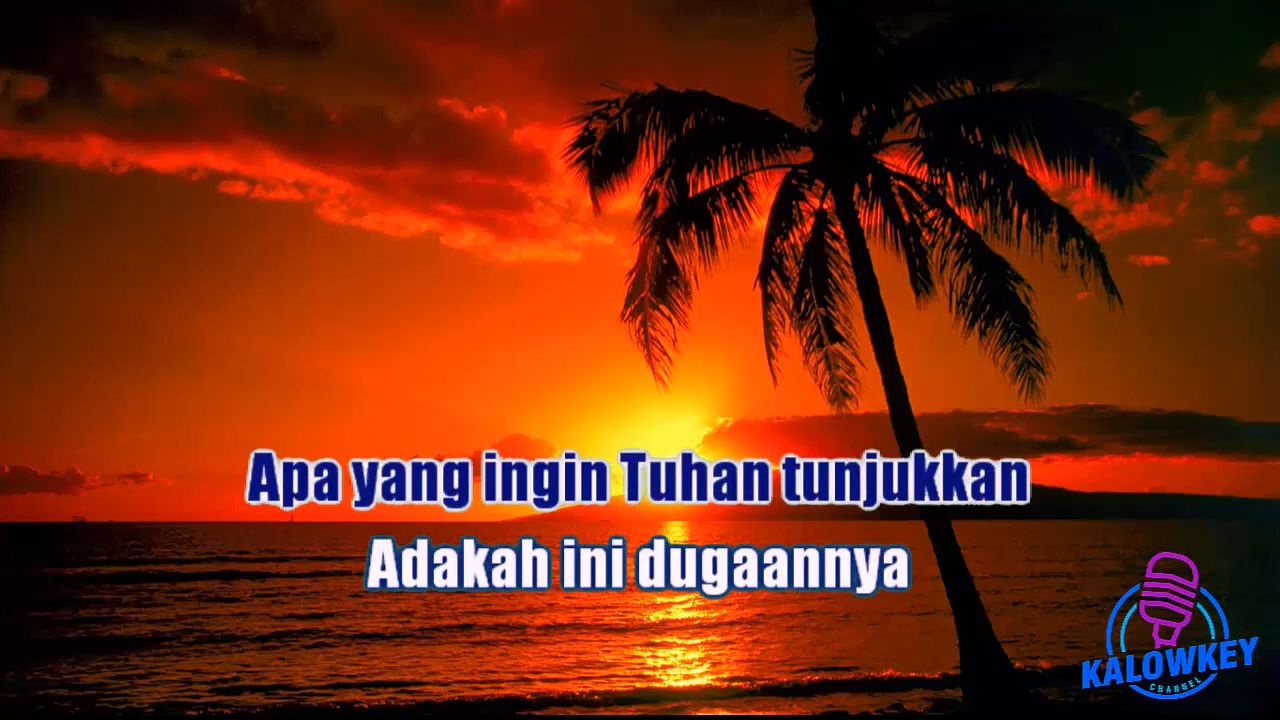 Apa yang ingin Tuhan tunjukkan
Adakah ini dugaannya
KALOWKEY
CHANNEL